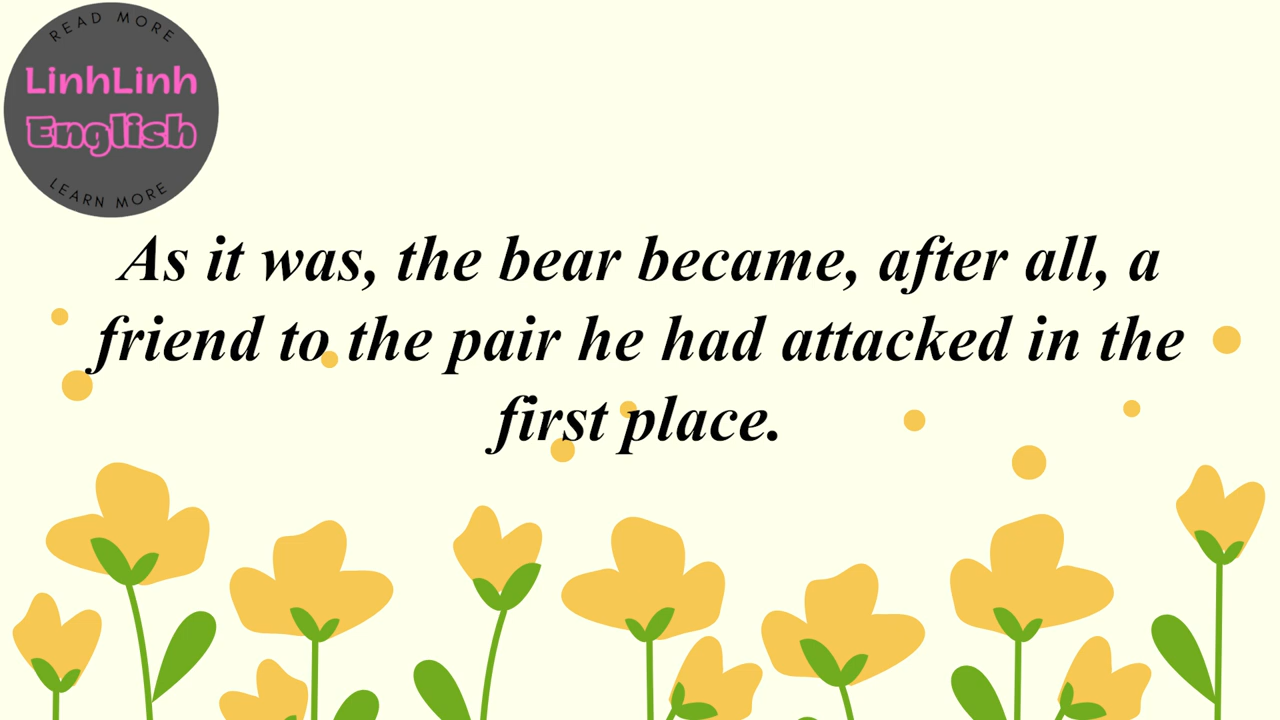 READ MORE
LinhLinh
English
LEARN MORE
As it was, the bear became, after all, a
friend to the pair he had attacked in the
first place.